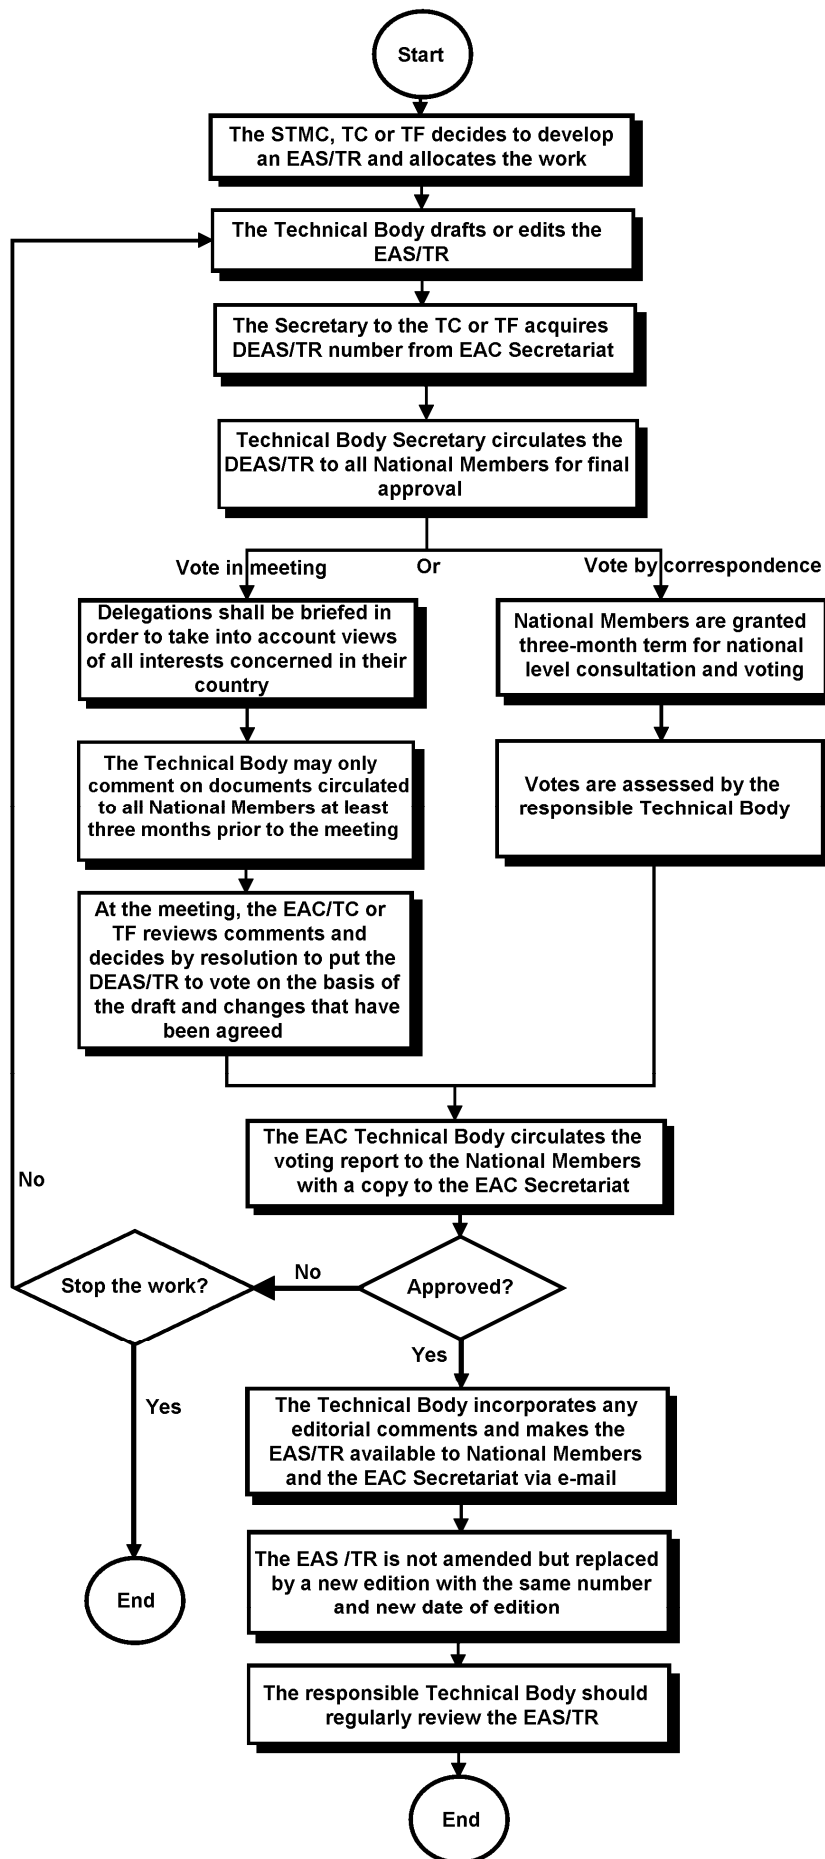 Start
The STMC, TC or TF decides to develop
an EAS/TR and allocates the work
The Technical Body drafts or edits the
EAS/TR
The Secretary to the TC or TF acquires
DEAS/TR number from EAC Secretariat
Technical Body Secretary circulates the
DEAS/TR to all National Members for final
approval
Vote in meeting
Or
Vote by correspondence
Delegations shall be briefed in
order to take into account views
of all interests concerned in their
country
National Members are granted
three-month term for national
level consultation and voting
The Technical Body may only
comment on documents circulated
to all National Members at least
three months prior to the meeting
Votes are assessed by the
responsible Technical Body
At the meeting, the EAC/TC or
TF reviews comments and
decides by resolution to put the
DEAS/TR to vote on the basis of
the draft and changes that have
been agreed
The EAC Technical Body circulates the
voting report to the National Members
with a copy to the EAC Secretariat
No
Stop the work?
No
Approved?
Yes
Yes
The Technical Body incorporates any
editorial comments and makes the
EAS/TR available to National Members
and the EAC Secretariat via e-mail
The EAS /TR is not amended but replaced
by a new edition with the same number
and new date of edition
End
The responsible Technical Body should
regularly review the EAS/TR
End